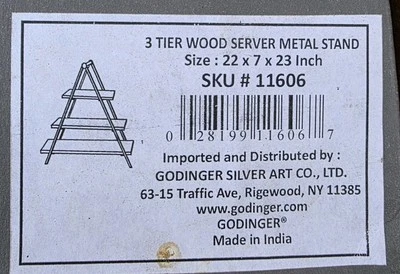 3 TIER WOOD SERVER METAL STAND
Size : 22 x 7 x 23 Inch
SKU # 11606
0 28199 11606 7
Imported and Distributed by :
GODINGER SILVER ART CO., LTD.
63-15 Traffic Ave, Rigewood, NY 11385
www.godinger.com
GODINGER®
Made in India